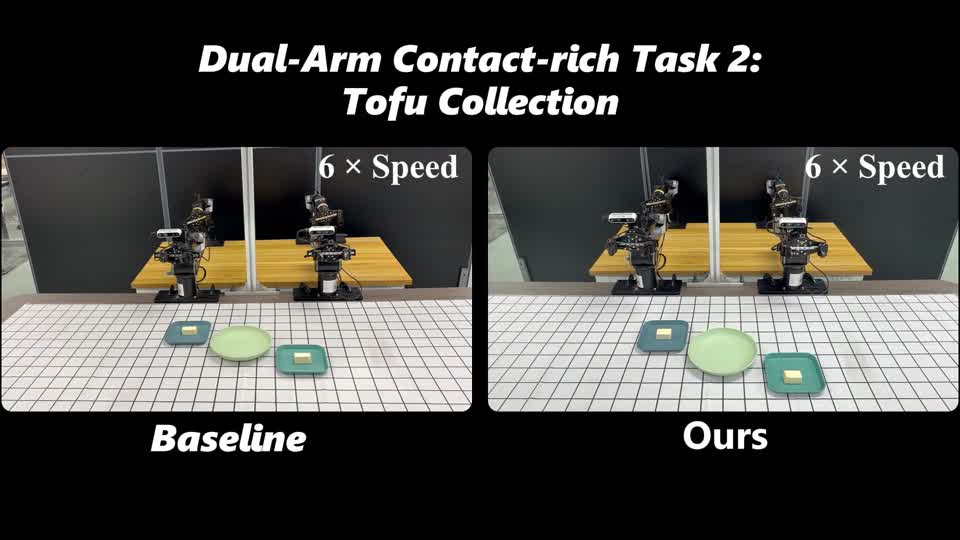 Dual-Arm Contact-rich Task 2:
Tofu Collection
6 × Speed
6 × Speed
Baseline
Ours